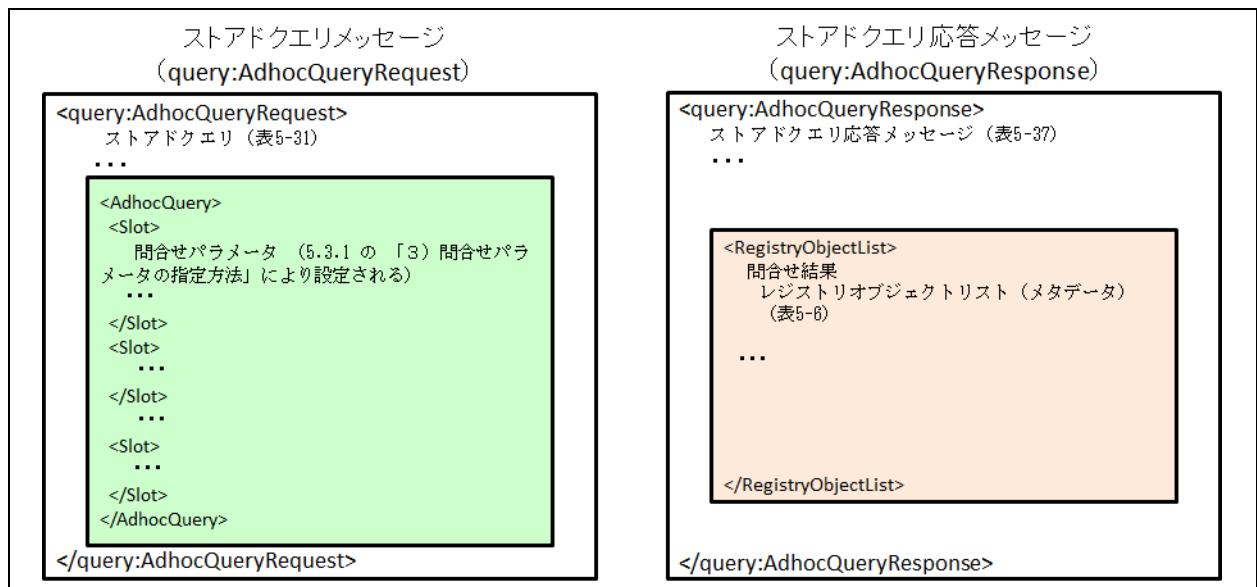 ストアドクエリメッセージ
(query:AdhocQueryRequest)
<query:AdhocQueryRequest>
ストアドクエリ (表5-31)
・・・
<AdhocQuery>
<Slot>
問合せパラメータ (5.3.1 の 「3) 問合せパラ
メータの指定方法」により設定される)
・・・
</Slot>
<Slot>
・・・
</Slot>
・・・
<Slot>
・・・
</Slot>
</AdhocQuery>
</query:AdhocQueryRequest>
ストアドクエリ応答メッセージ
(query:AdhocQueryResponse)
<query:AdhocQueryResponse>
ストアドクエリ応答メッセージ (表5-37)
・・・
<RegistryObjectList>
問合せ結果
レジストリオブジェクトリスト (メタデータ)
(表5-6)
・・・
</RegistryObjectList>
</query:AdhocQueryResponse>